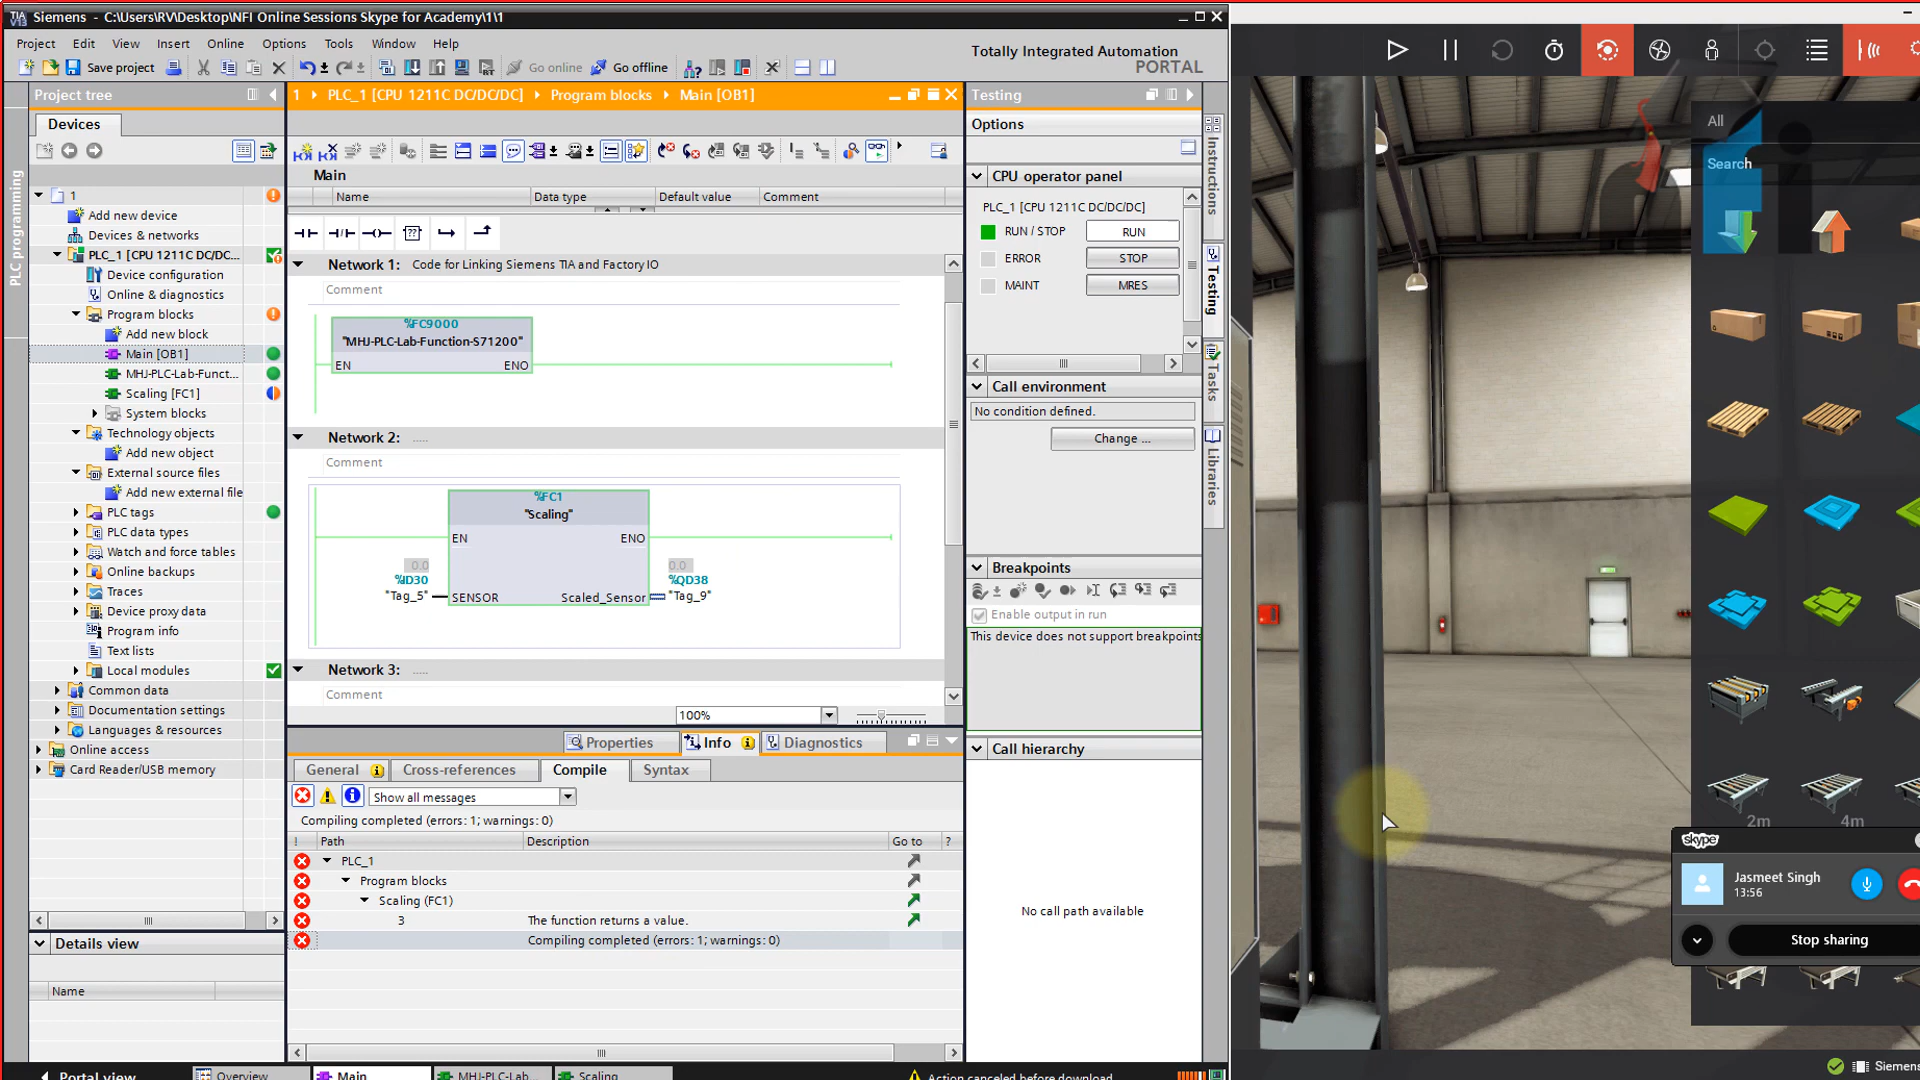 Siemens - C:\Users\RV\Desktop\NFI Online Sessions Skype for Academy\1\1
Project Edit View Insert Online Options Tools Window Help
Totally Integrated Automation
PORTAL
Save project
Go online
Go offline
Project tree
1 PLC_1 [CPU 1211C DC/DC/DC] Program blocks Main [OB1]
Testing
Devices
Options
PLC programming
Main
Name Data type Default value Comment
1
Add new device
Devices & networks
PLC_1 [CPU 1211C DC/DC...
Device configuration
Online & diagnostics
Program blocks
Add new block
Main [OB1]
MHJ-PLC-Lab-Funct...
Scaling [FC1]
System blocks
Technology objects
Add new object
External source files
Add new external file
PLC tags
PLC data types
Watch and force tables
Online backups
Traces
Device proxy data
Program info
Text lists
Local modules
Common data
Documentation settings
Languages & resources
Online access
Card Reader/USB memory
Details view
Name
Network 1: Code for Linking Siemens TIA and Factory IO
Comment
%FC9000
"MHJ-PLC-Lab-Function-S71200"
EN ENO
Network 2: .....
Comment
%FC1
"Scaling"
EN ENO
0.0
%ID30
"Tag_5"
SENSOR Scaled_Sensor
0.0
%QD38
"Tag_9"
Network 3: .....
Comment
100%
Properties Info Diagnostics
General Cross-references Compile Syntax
Show all messages
Compiling completed (errors: 1; warnings: 0)
! Path Description Go to ?
PLC_1
Program blocks
Scaling (FC1)
3 The function returns a value.
Compiling completed (errors: 1; warnings: 0)
CPU operator panel
PLC_1 [CPU 1211C DC/DC/DC]
RUN / STOP RUN
ERROR STOP
MAINT MRES
Call environment
No condition defined.
Change ...
Breakpoints
Enable output in run
This device does not support breakpoints
Call hierarchy
No call path available
Instructions
Testing
Tasks
Libraries
Portal view Overview Main MHJ-PLC-Lab... Scaling
Action canceled before download
All
Search
2m 4m
skype
Jasmeet Singh
13:56
Stop sharing
Siemens